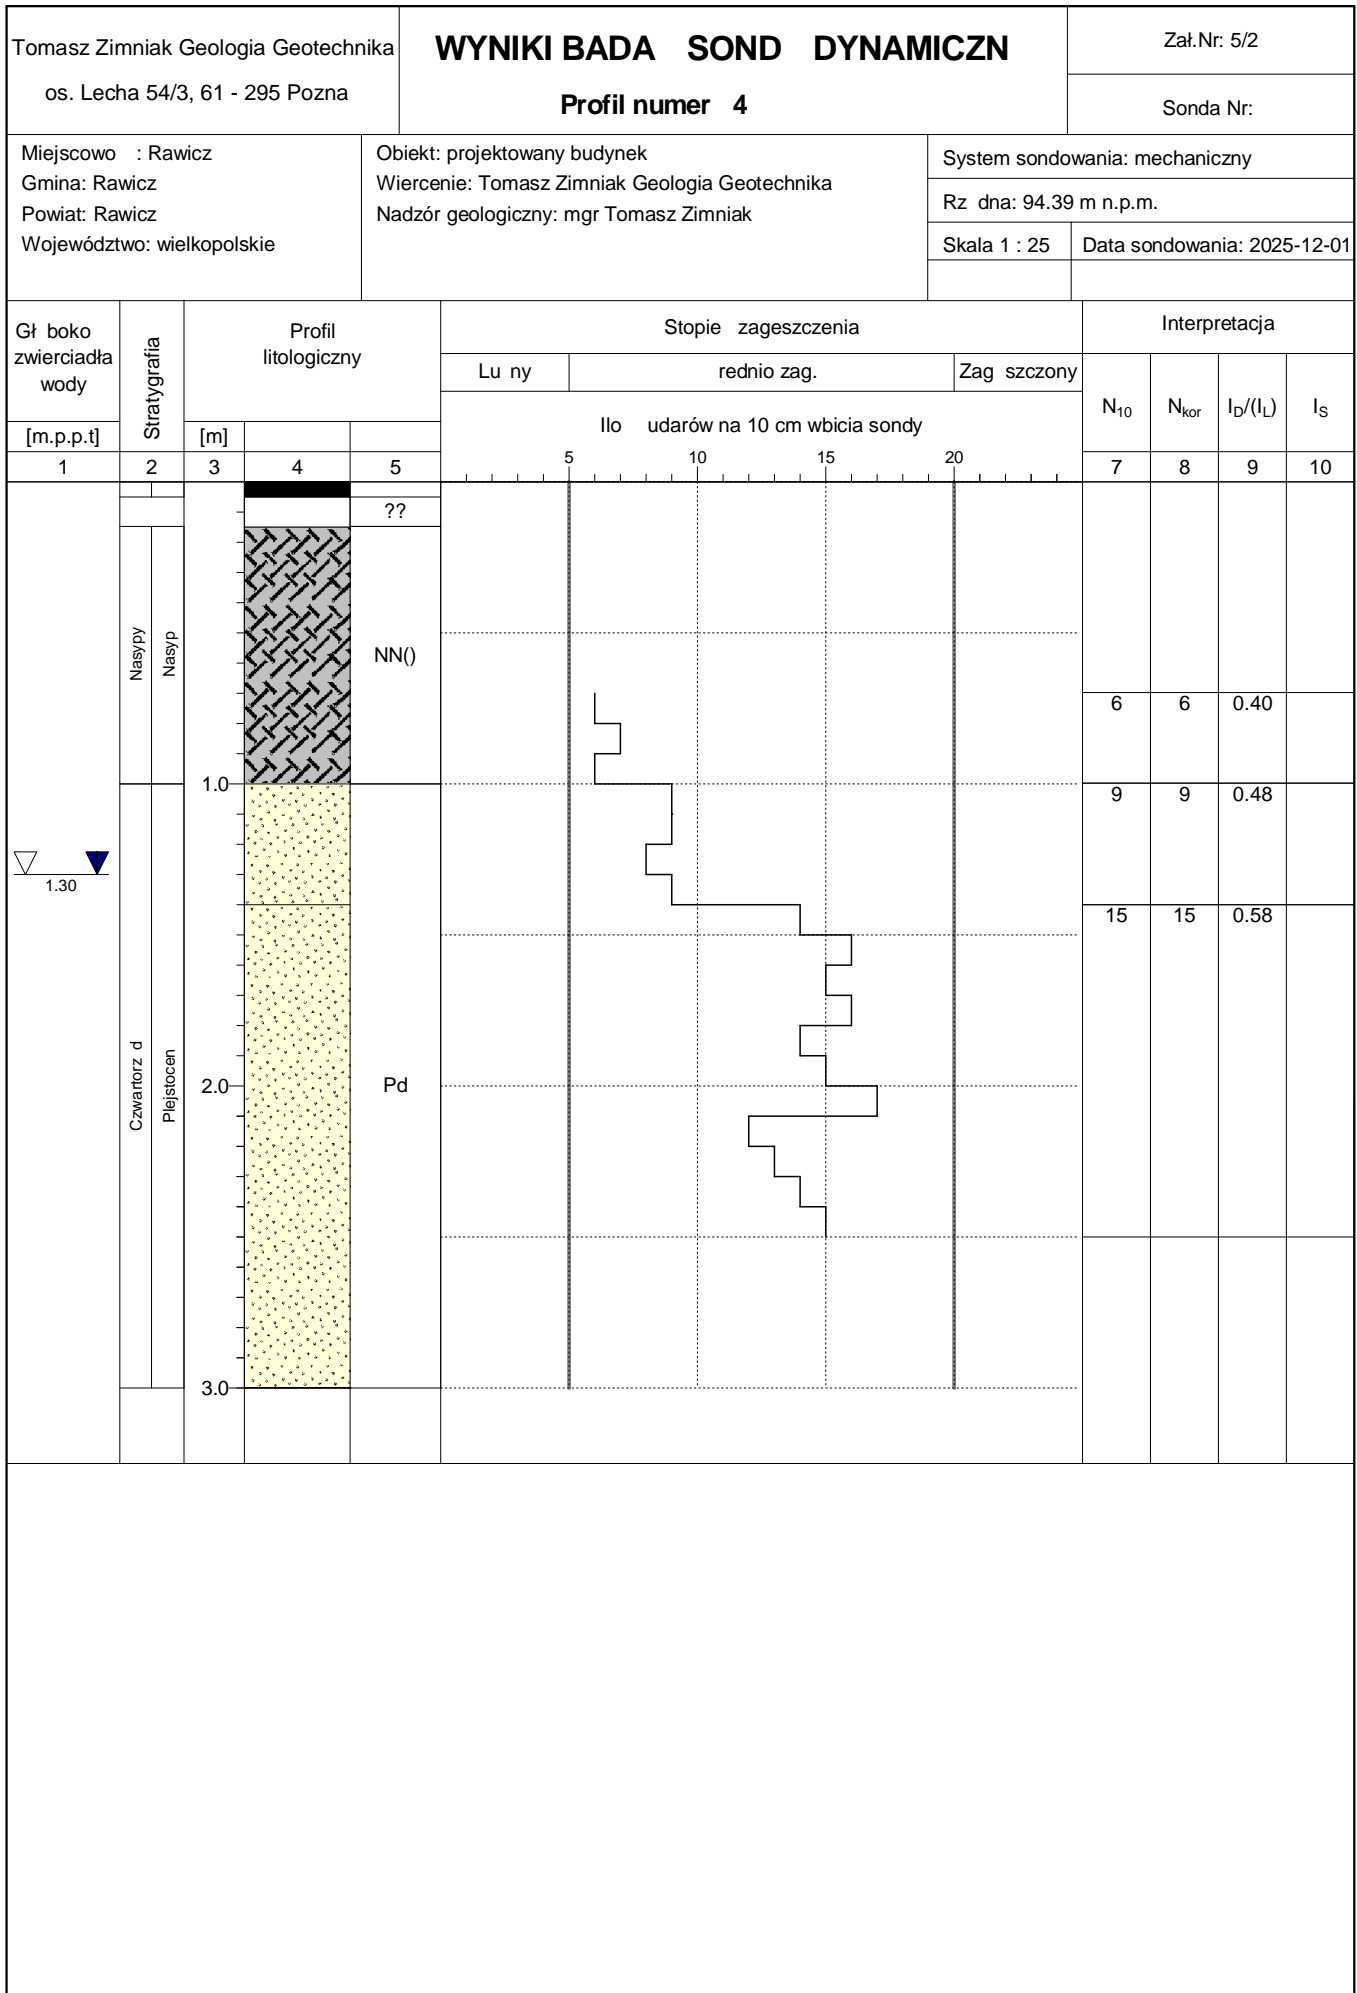 Tomasz Zimniak Geologia Geotechnika
os. Lecha 54/3, 61 - 295 Pozna
WYNIKI BADA SOND DYNAMICZN
Profil numer 4
Zał.Nr: 5/2
Sonda Nr:
Miejscowo : Rawicz
Gmina: Rawicz
Powiat: Rawicz
Województwo: wielkopolskie
Obiekt: projektowany budynek
Wiercenie: Tomasz Zimniak Geologia Geotechnika
Nadzór geologiczny: mgr Tomasz Zimniak
System sondowania: mechaniczny
Rz dna: 94.39 m n.p.m.
Skala 1 : 25
Data sondowania: 2025-12-01
Gł boko
zwierciadła
wody
[m.p.p.t]
Stratygrafia
Profil
litologiczny
[m]
Stopie zageszczenia
Lu ny
rednio zag.
Zag szczony
Ilo udarów na 10 cm wbicia sondy
5 10 15 20
Interpretacja
N10 Nkor ID/(IL) IS
1 2 3 4 5 7 8 9 10
??
Nasypy
Nasyp
NN()
6 6 0.40
1.0
9 9 0.48
1.30
15 15 0.58
Czwartorz d
Plejstocen
2.0
Pd
3.0